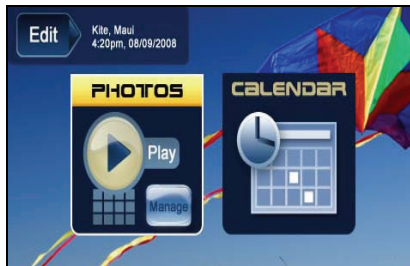 Edit
Kite, Maui
4:20pm, 08/09/2008
PHOTOS
CALENDAR
Play
Manage